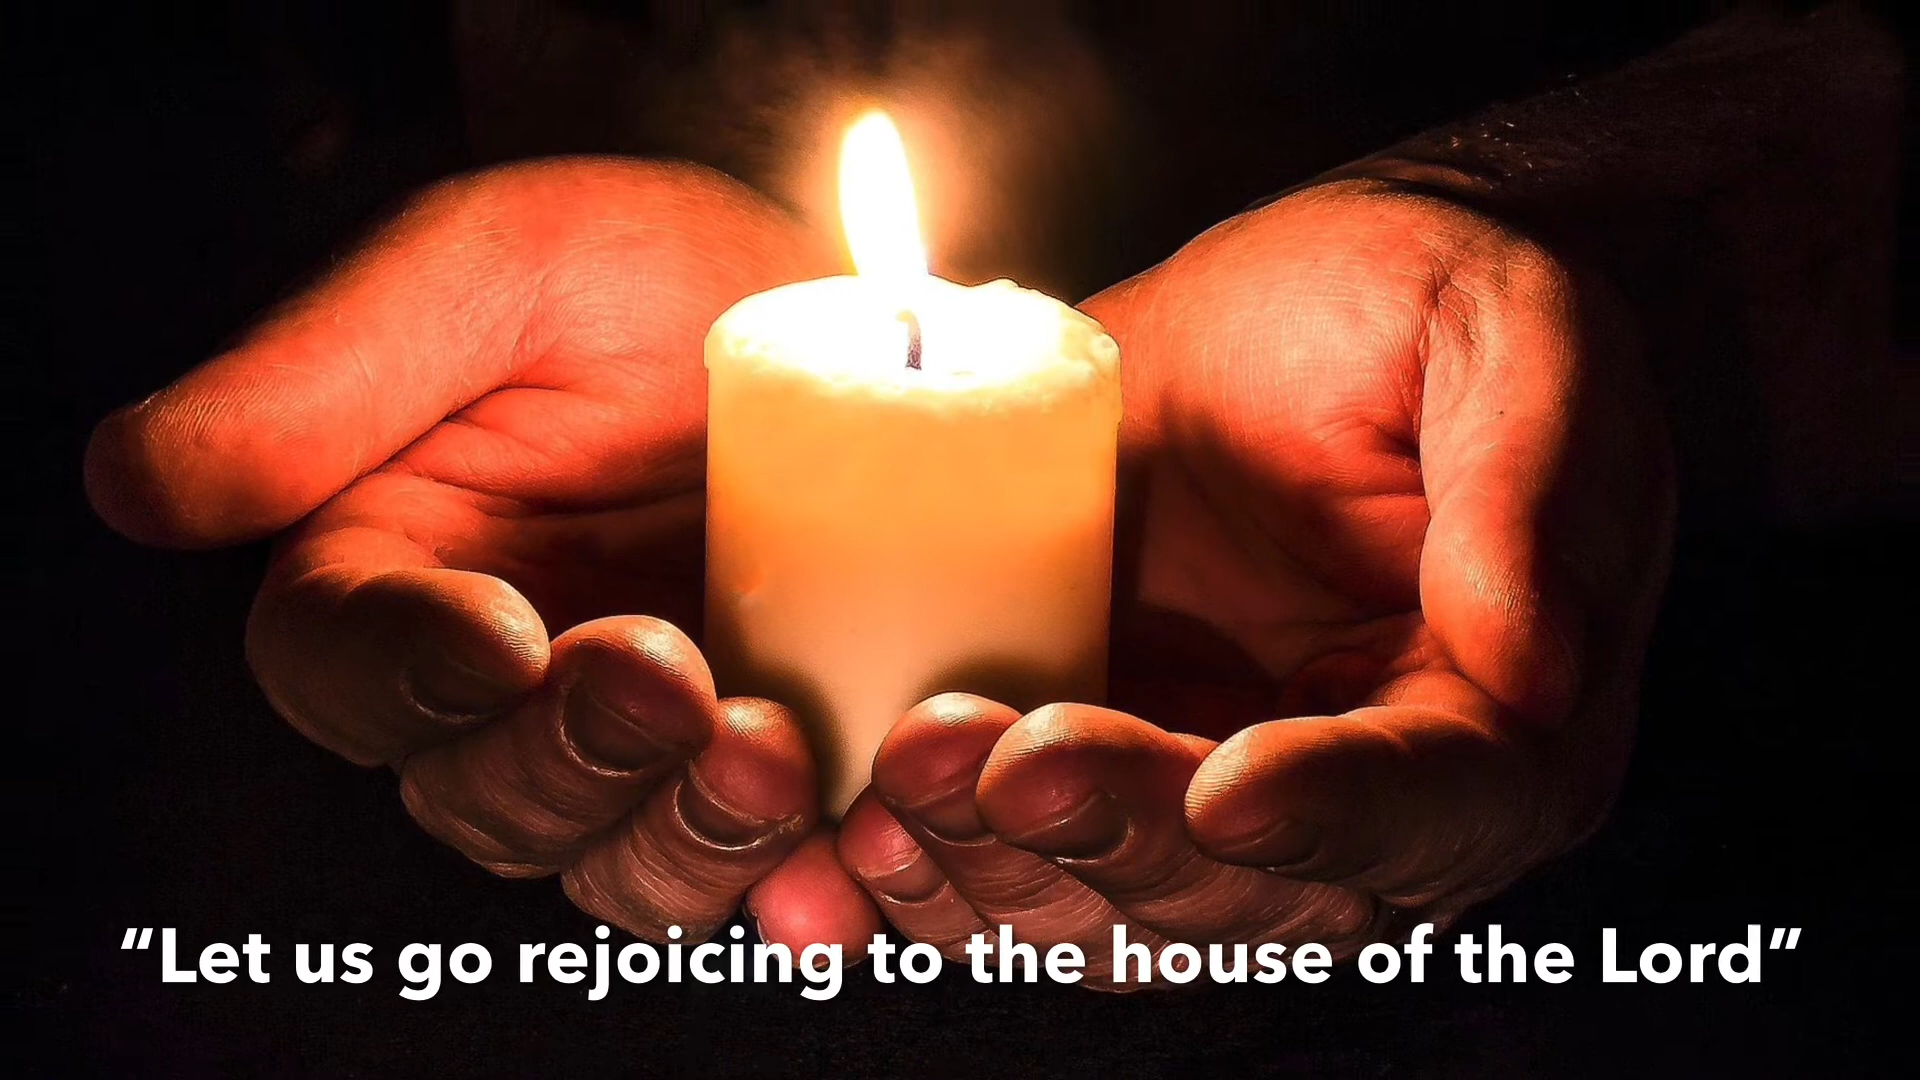 “Let us go rejoicing to the house of the Lord”